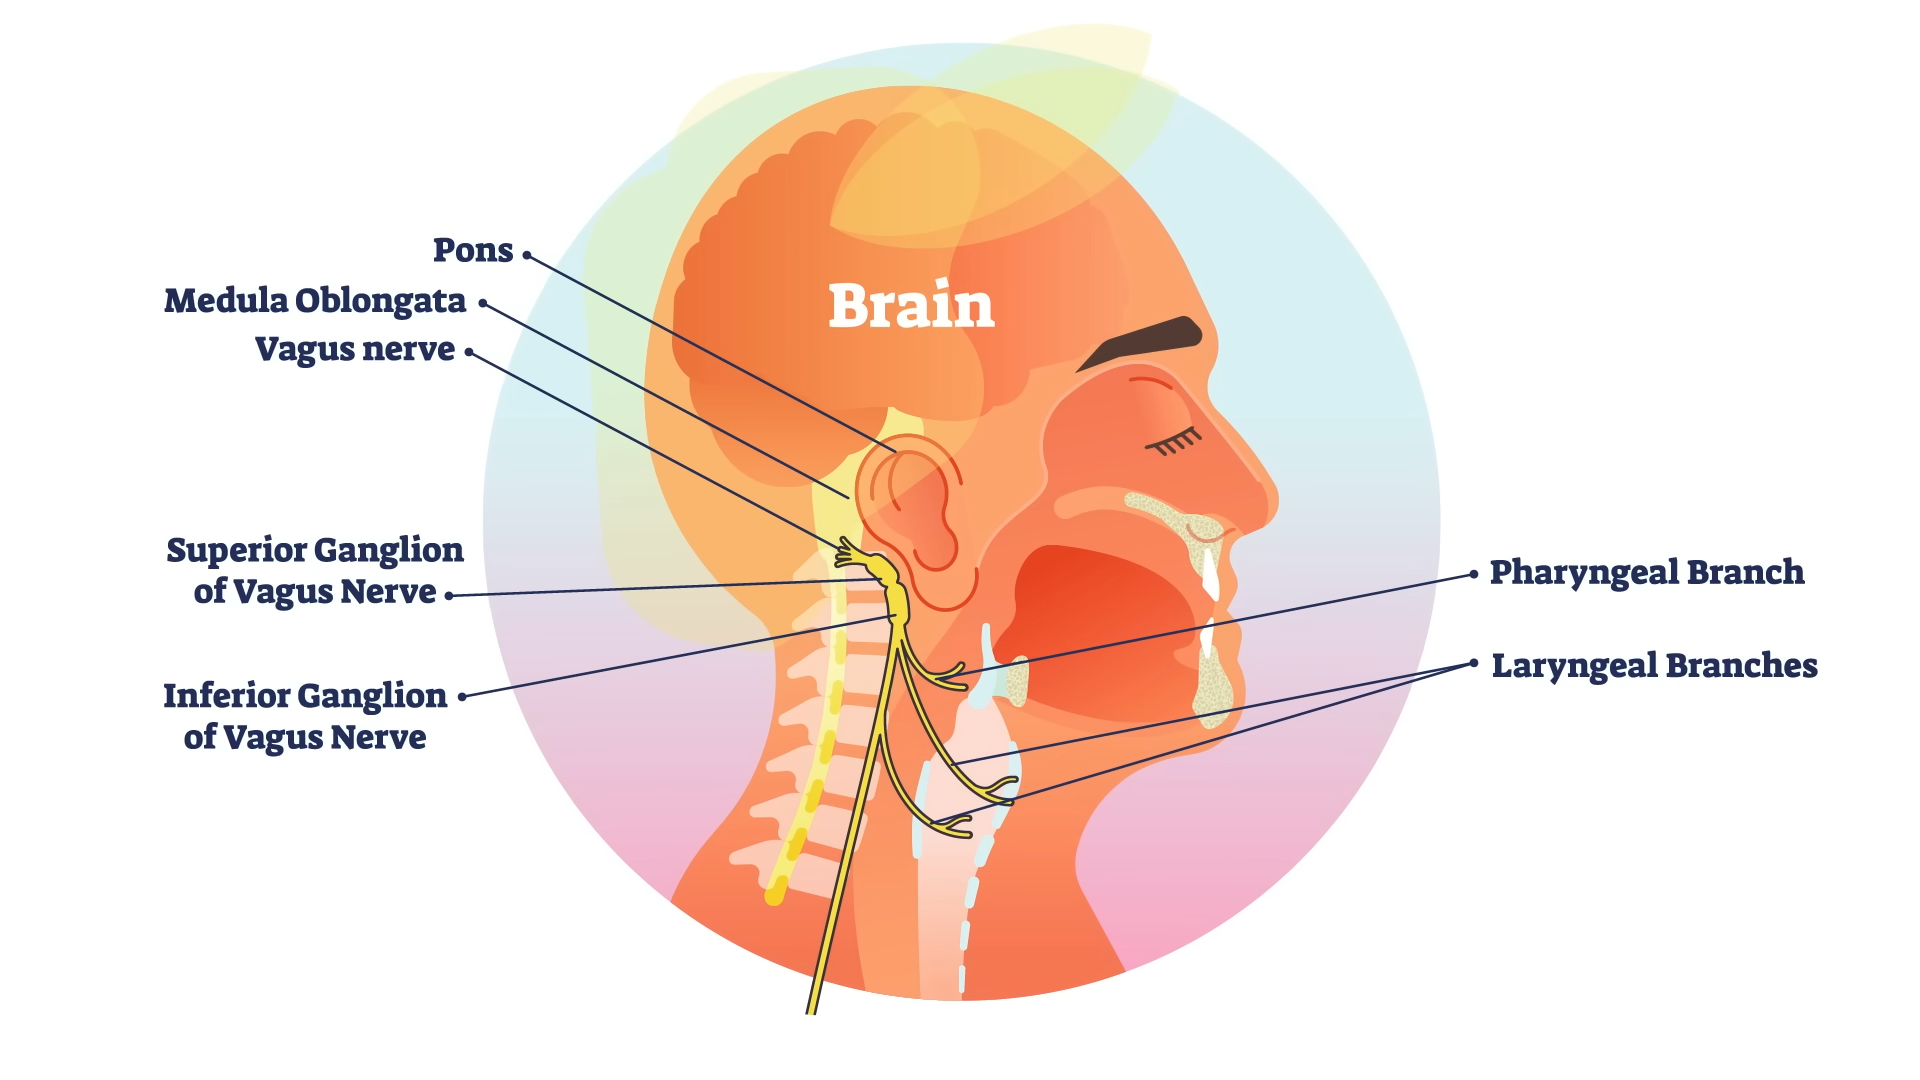 Pons
Medula Oblongata
Vagus nerve
Brain
Superior Ganglion
of Vagus Nerve
Inferior Ganglion
of Vagus Nerve
Pharyngeal Branch
Laryngeal Branches